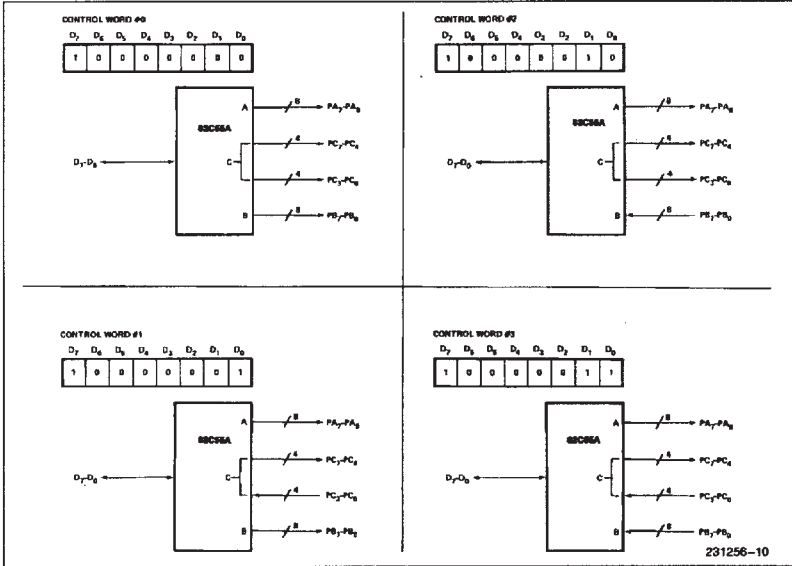 CONTROL WORD #0
D7 D6 D5 D4 D3 D2 D1 D0
1 0 0 0 0 0 0 0
82C55A
A 8 PA7-PA0
4 PC7-PC4
D7-D0 C
4 PC3-PC0
B 8 PB7-PB0
CONTROL WORD #2
D7 D6 D5 D4 D3 D2 D1 D0
1 0 0 0 0 0 1 0
82C55A
A 8 PA7-PA0
4 PC7-PC4
D7-D0 C
4 PC3-PC0
B 8 PB7-PB0
CONTROL WORD #1
D7 D6 D5 D4 D3 D2 D1 D0
1 0 0 0 0 0 0 1
82C55A
A 8 PA7-PA0
4 PC7-PC4
D7-D0 C
4 PC3-PC0
B 8 PB7-PB0
CONTROL WORD #3
D7 D6 D5 D4 D3 D2 D1 D0
1 0 0 0 0 0 1 1
82C55A
A 8 PA7-PA0
4 PC7-PC4
D7-D0 C
4 PC3-PC0
B 8 PB7-PB0
231256-10